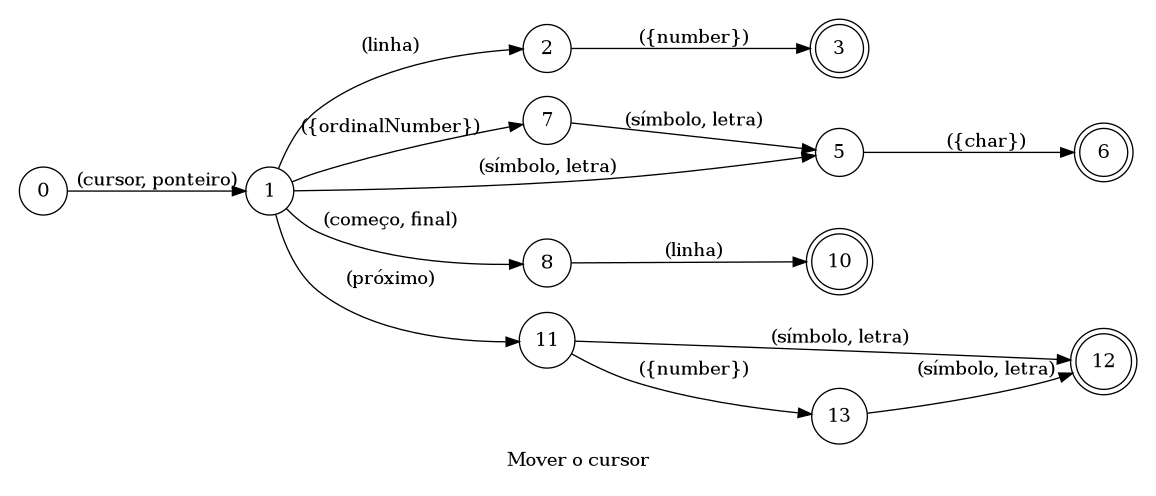 (linha)
2
({number})
3
({ordinalNumber})
7
(símbolo, letra)
(símbolo, letra)
5
({char})
6
0
(cursor, ponteiro)
1
(começo, final)
8
(linha)
10
(próximo)
11
(símbolo, letra)
({number})
13
(símbolo, letra)
12
Mover o cursor